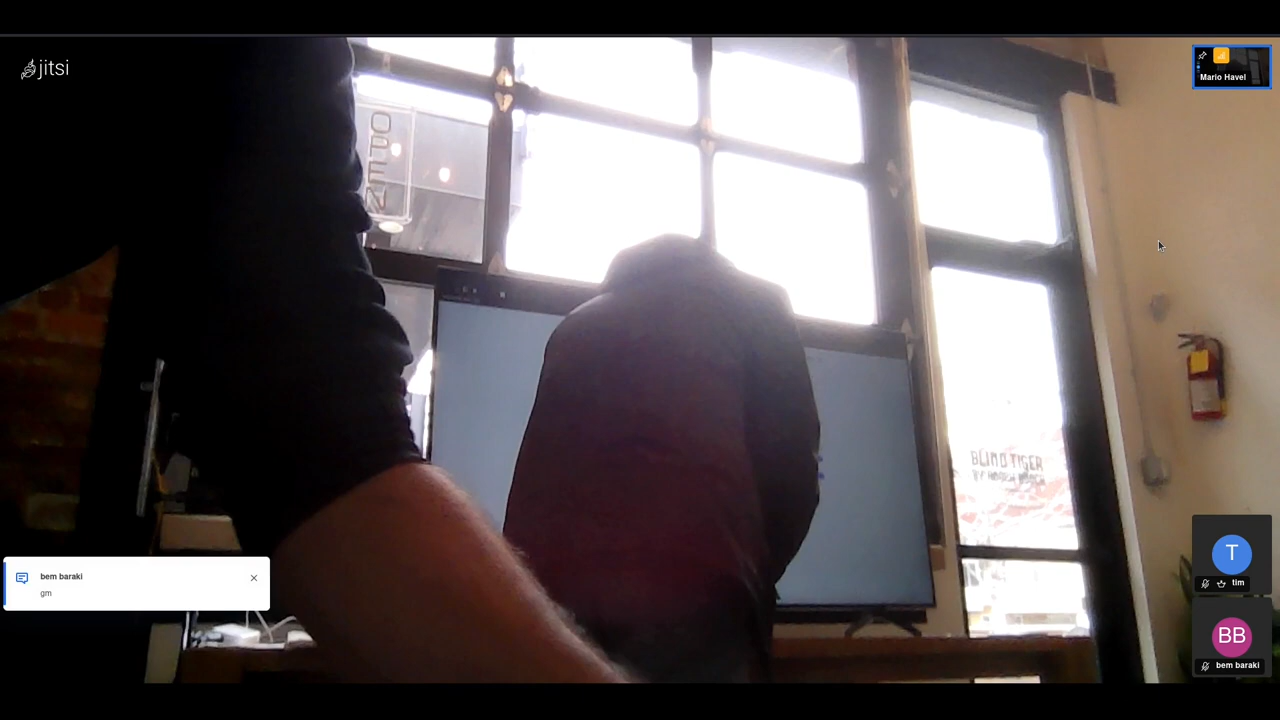 jitsi
Mario Havel
OPEN
BLIND TIGER
bem baraki
gm
T
tim
BB
bem baraki